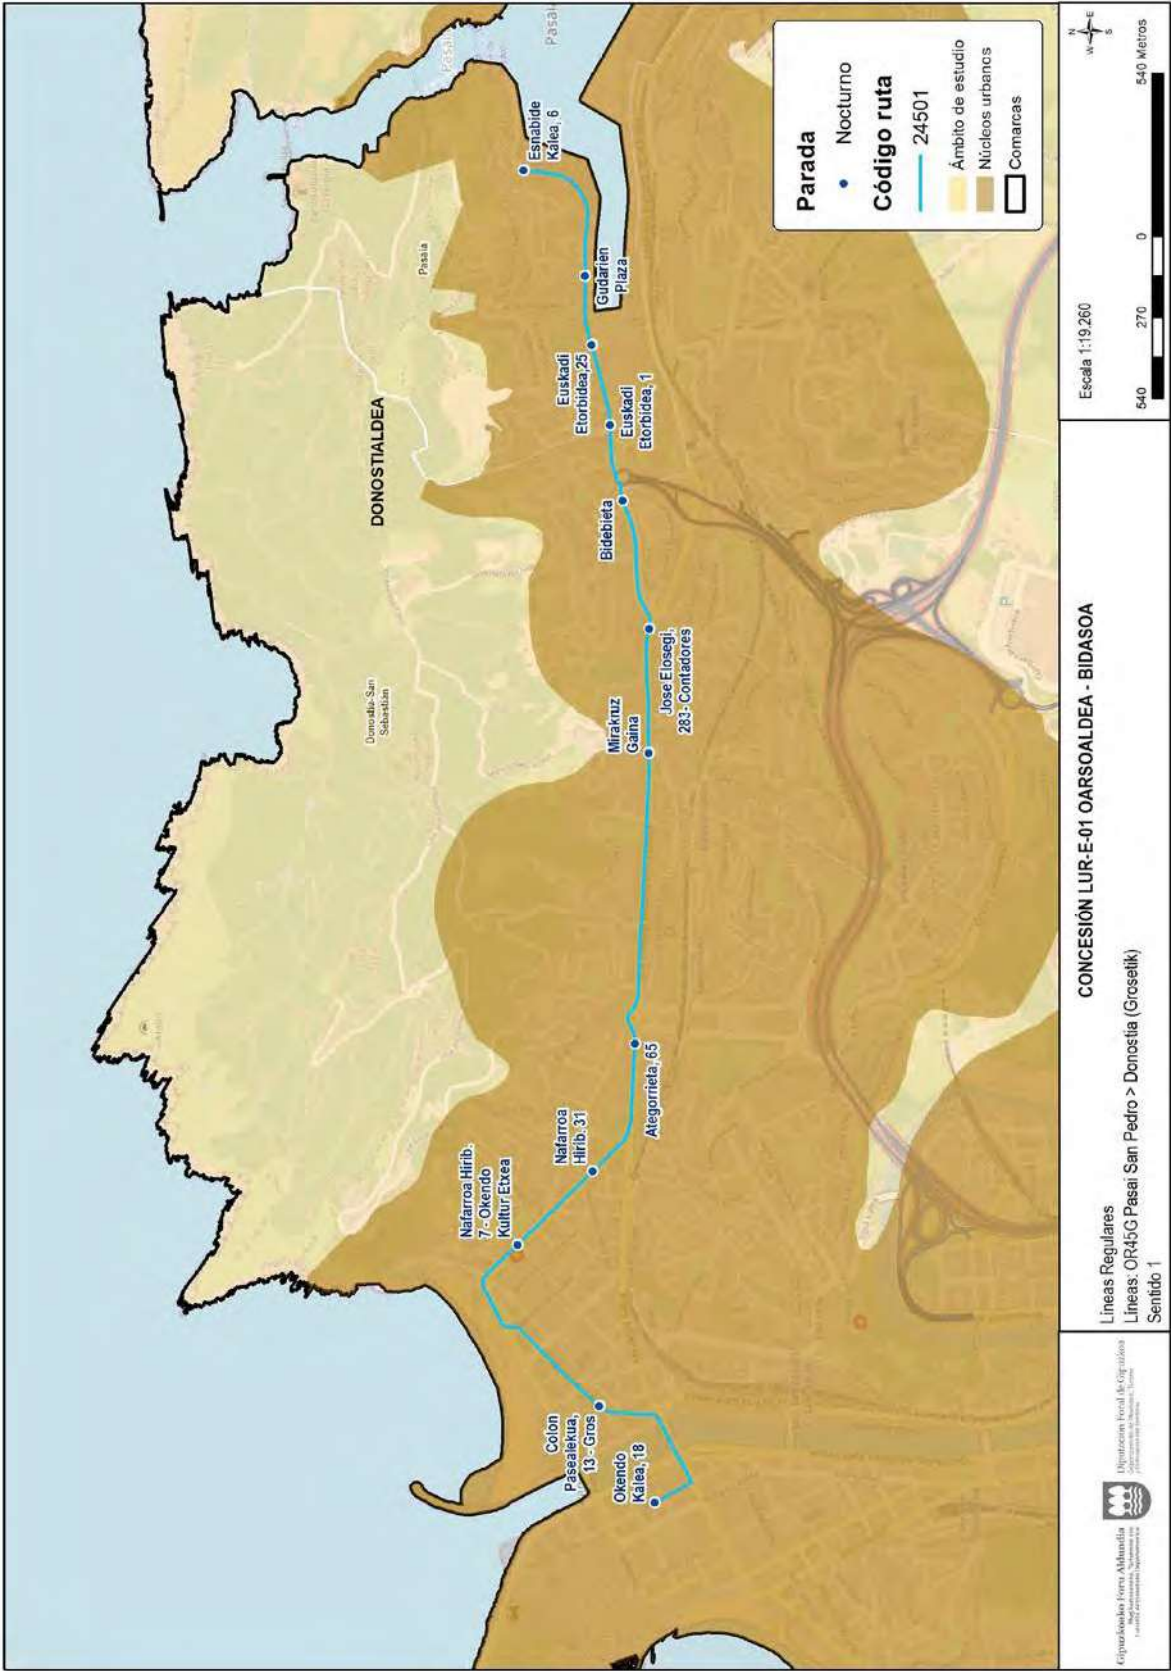 Pasaia
Esnabide
Kalea, 6
Gudarien
Plaza
Euskadi
Etorbidea,25
Euskadi
Etorbidea, 1
Bidebieta
Jose Elosegi,
283- Contadores
Mirakruz
Gaina
Ategorrieta, 65
Nafarroa
Hirib. 31
Nafarroa Hirib.
7 - Okendo
Kultur Etxea
Colon
Pasealekua,
13 - Gros
Okendo
Kalea, 18
DONOSTIALDEA
Donostia-San
Sebastián
Parada
Nocturno
Código ruta
24501
Ámbito de estudio
Núcleos urbanos
Comarcas
Gipuzkoako Foru Aldundia
Diputación Foral de Gipuzkoa
CONCESIÓN LUR-E-01 OARSOALDEA - BIDASOA
Líneas Regulares
Líneas: OR45G Pasai San Pedro > Donostia (Grosetik)
Sentido 1
Escala 1:19.260
540 270 0 540 Metros
N
W E
S